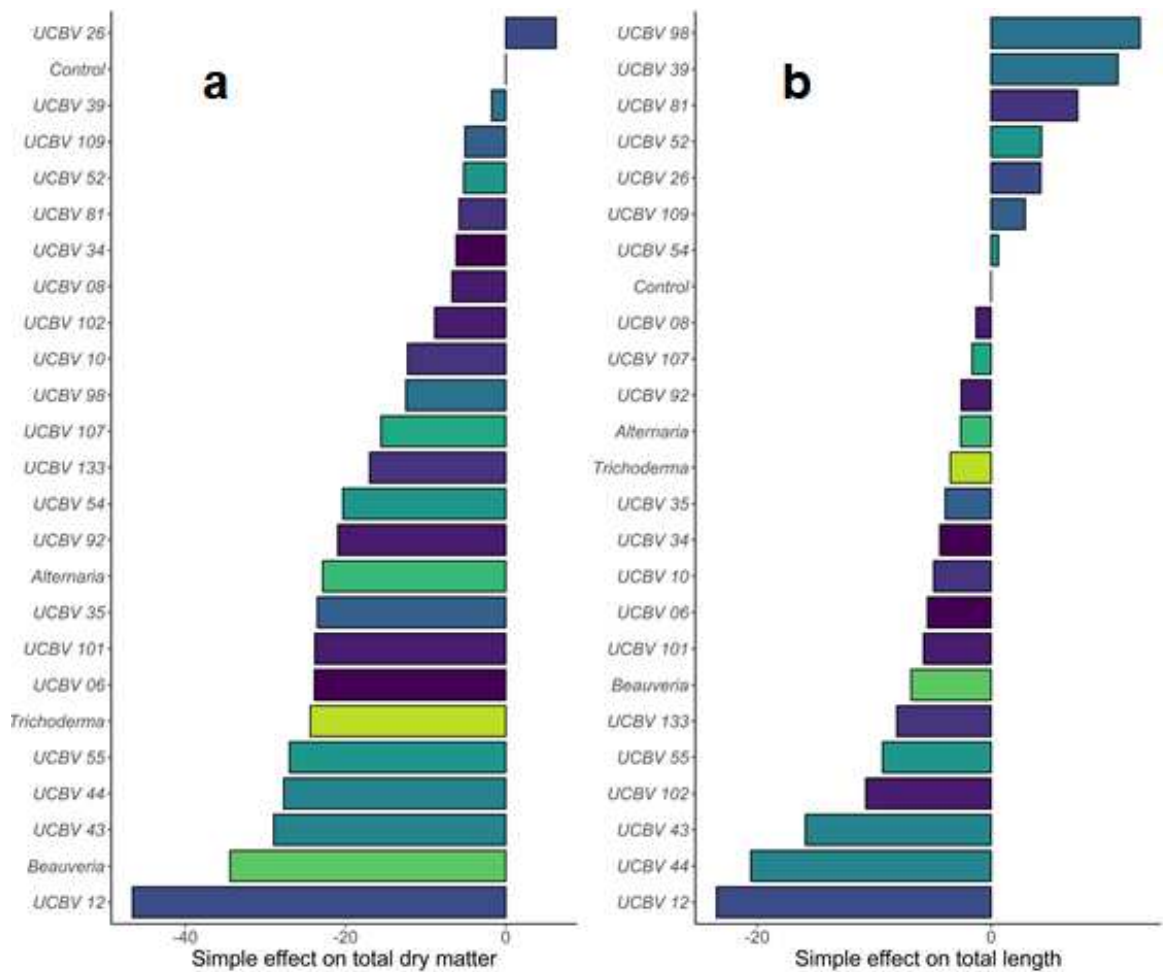 a
UCBV 26
Control
UCBV 39
UCBV 109
UCBV 52
UCBV 81
UCBV 34
UCBV 08
UCBV 102
UCBV 10
UCBV 98
UCBV 107
UCBV 133
UCBV 54
UCBV 92
Alternaria
UCBV 35
UCBV 101
UCBV 06
Trichoderma
UCBV 55
UCBV 44
UCBV 43
Beauveria
UCBV 12
-40 -20 0
Simple effect on total dry matter
b
UCBV 98
UCBV 39
UCBV 81
UCBV 52
UCBV 26
UCBV 109
UCBV 54
Control
UCBV 08
UCBV 107
UCBV 92
Alternaria
Trichoderma
UCBV 35
UCBV 34
UCBV 10
UCBV 06
UCBV 101
Beauveria
UCBV 133
UCBV 55
UCBV 102
UCBV 43
UCBV 44
UCBV 12
-20 0
Simple effect on total length